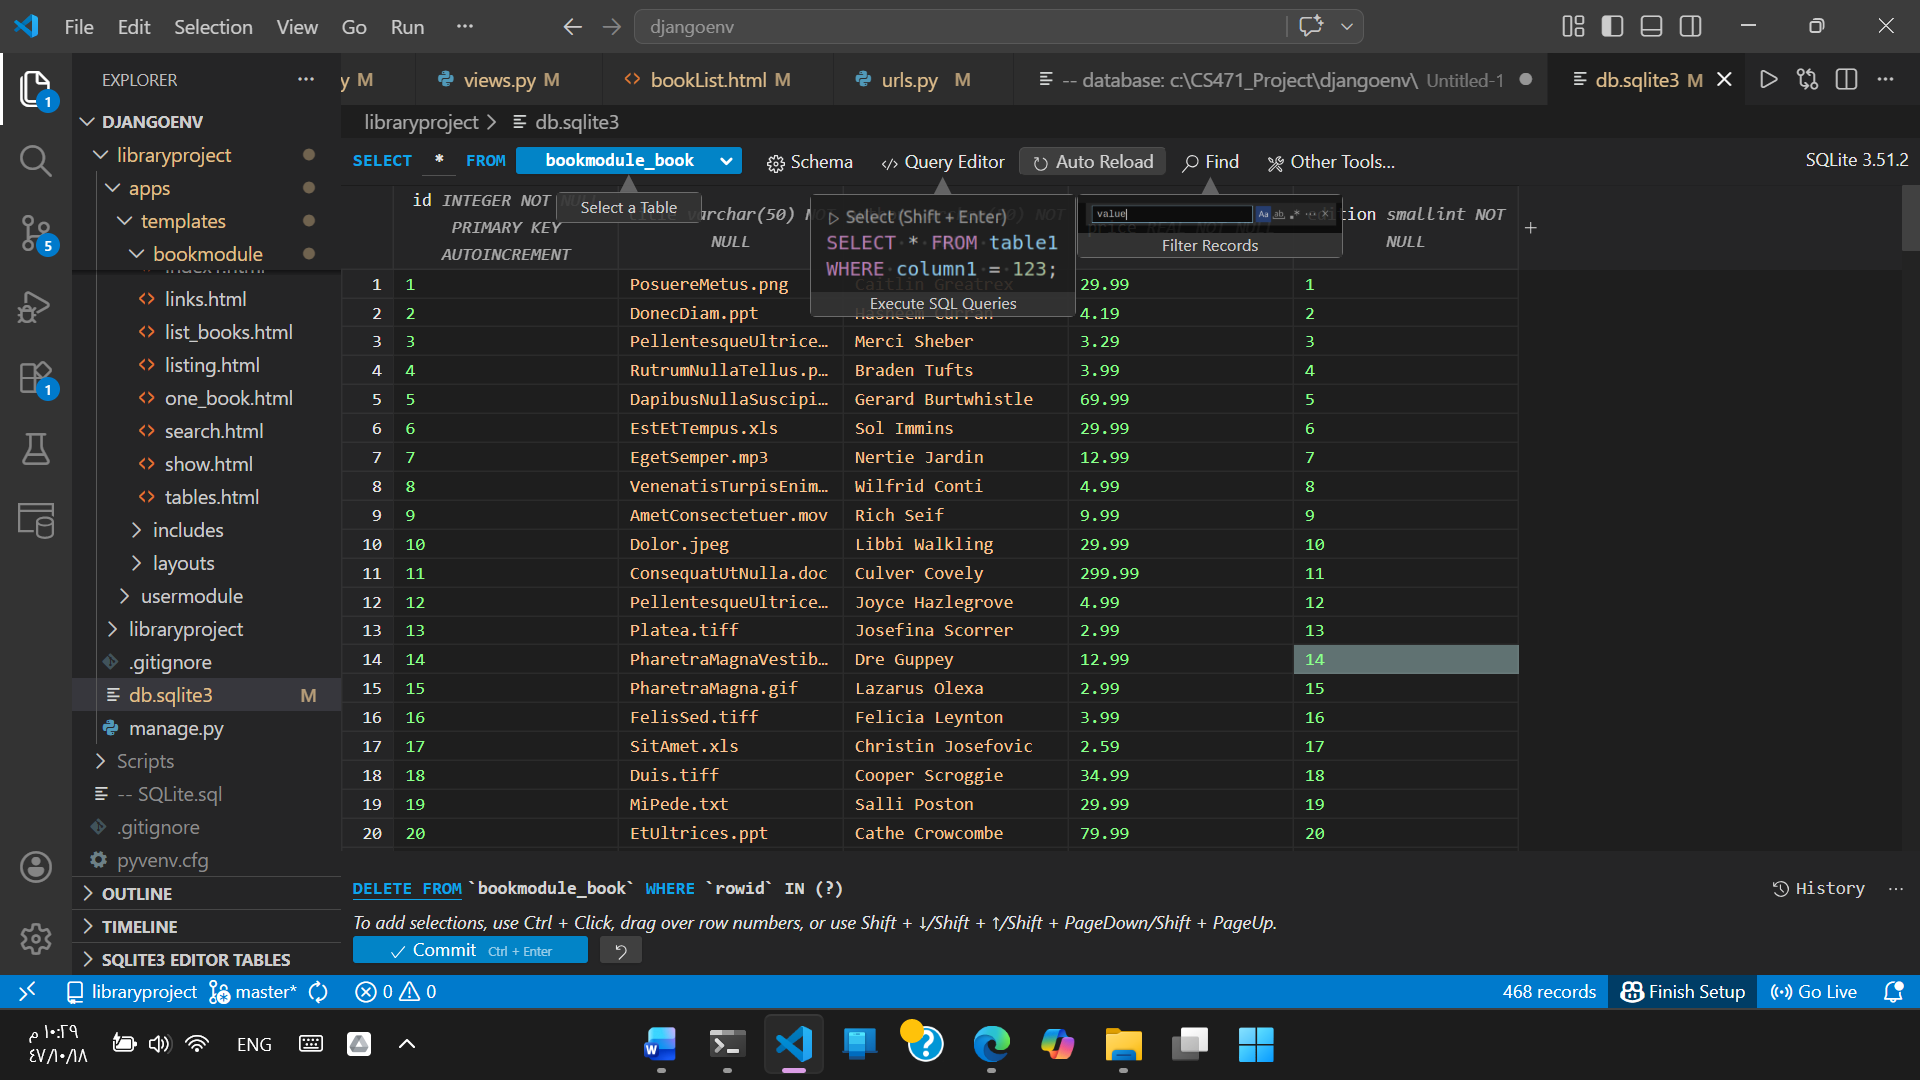 File Edit Selection View Go Run ··· djangoenv
EXPLORER ···
y M views.py M bookList.html M urls.py M -- database: c:\CS471_Project\djangoenv\ Untitled-1 db.sqlite3 M
DJANGOENV
libraryproject
apps
templates
bookmodule
links.html
list_books.html
listing.html
one_book.html
search.html
show.html
tables.html
includes
layouts
usermodule
libraryproject
.gitignore
db.sqlite3 M
manage.py
Scripts
-- SQLite.sql
.gitignore
pyvenv.cfg
OUTLINE
TIMELINE
SQLITE3 EDITOR TABLES
1
5
1
libraryproject > db.sqlite3
SELECT * FROM bookmodule_book Schema Query Editor Auto Reload Find Other Tools... SQLite 3.51.2
id INTEGER NOT NULL PRIMARY KEY AUTOINCREMENT
varchar(50) NOT NULL
edition smallint NOT NULL
+
Select a Table
Select (Shift + Enter)
SELECT * FROM table1
WHERE column1 = 123;
Execute SQL Queries
value
Filter Records
1 1 PosuereMetus.png Caitlin Greatrex 29.99 1
2 2 DonecDiam.ppt 4.19 2
3 3 PellentesqueUltrice… Merci Sheber 3.29 3
4 4 RutrumNullaTellus.p… Braden Tufts 3.99 4
5 5 DapibusNullaSuscipi… Gerard Burtwhistle 69.99 5
6 6 EstEtTempus.xls Sol Immins 29.99 6
7 7 EgetSemper.mp3 Nertie Jardin 12.99 7
8 8 VenenatisTurpisEnim… Wilfrid Conti 4.99 8
9 9 AmetConsectetuer.mov Rich Seif 9.99 9
10 10 Dolor.jpeg Libbi Walkling 29.99 10
11 11 ConsequatUtNulla.doc Culver Covely 299.99 11
12 12 PellentesqueUltrice… Joyce Hazlegrove 4.99 12
13 13 Platea.tiff Josefina Scorrer 2.99 13
14 14 PharetraMagnaVestib… Dre Guppey 12.99 14
15 15 PharetraMagna.gif Lazarus Olexa 2.99 15
16 16 FelisSed.tiff Felicia Leynton 3.99 16
17 17 SitAmet.xls Christin Josefovic 2.59 17
18 18 Duis.tiff Cooper Scroggie 34.99 18
19 19 MiPede.txt Salli Poston 29.99 19
20 20 EtUltrices.ppt Cathe Crowcombe 79.99 20
DELETE FROM `bookmodule_book` WHERE `rowid` IN (?) History ···
To add selections, use Ctrl + Click, drag over row numbers, or use Shift + ↓/Shift + ↑/Shift + PageDown/Shift + PageUp.
Commit Ctrl + Enter
libraryproject master* 0 0 468 records Finish Setup Go Live
١٠:٢٩ م
٤٧/١٠/١٨
ENG